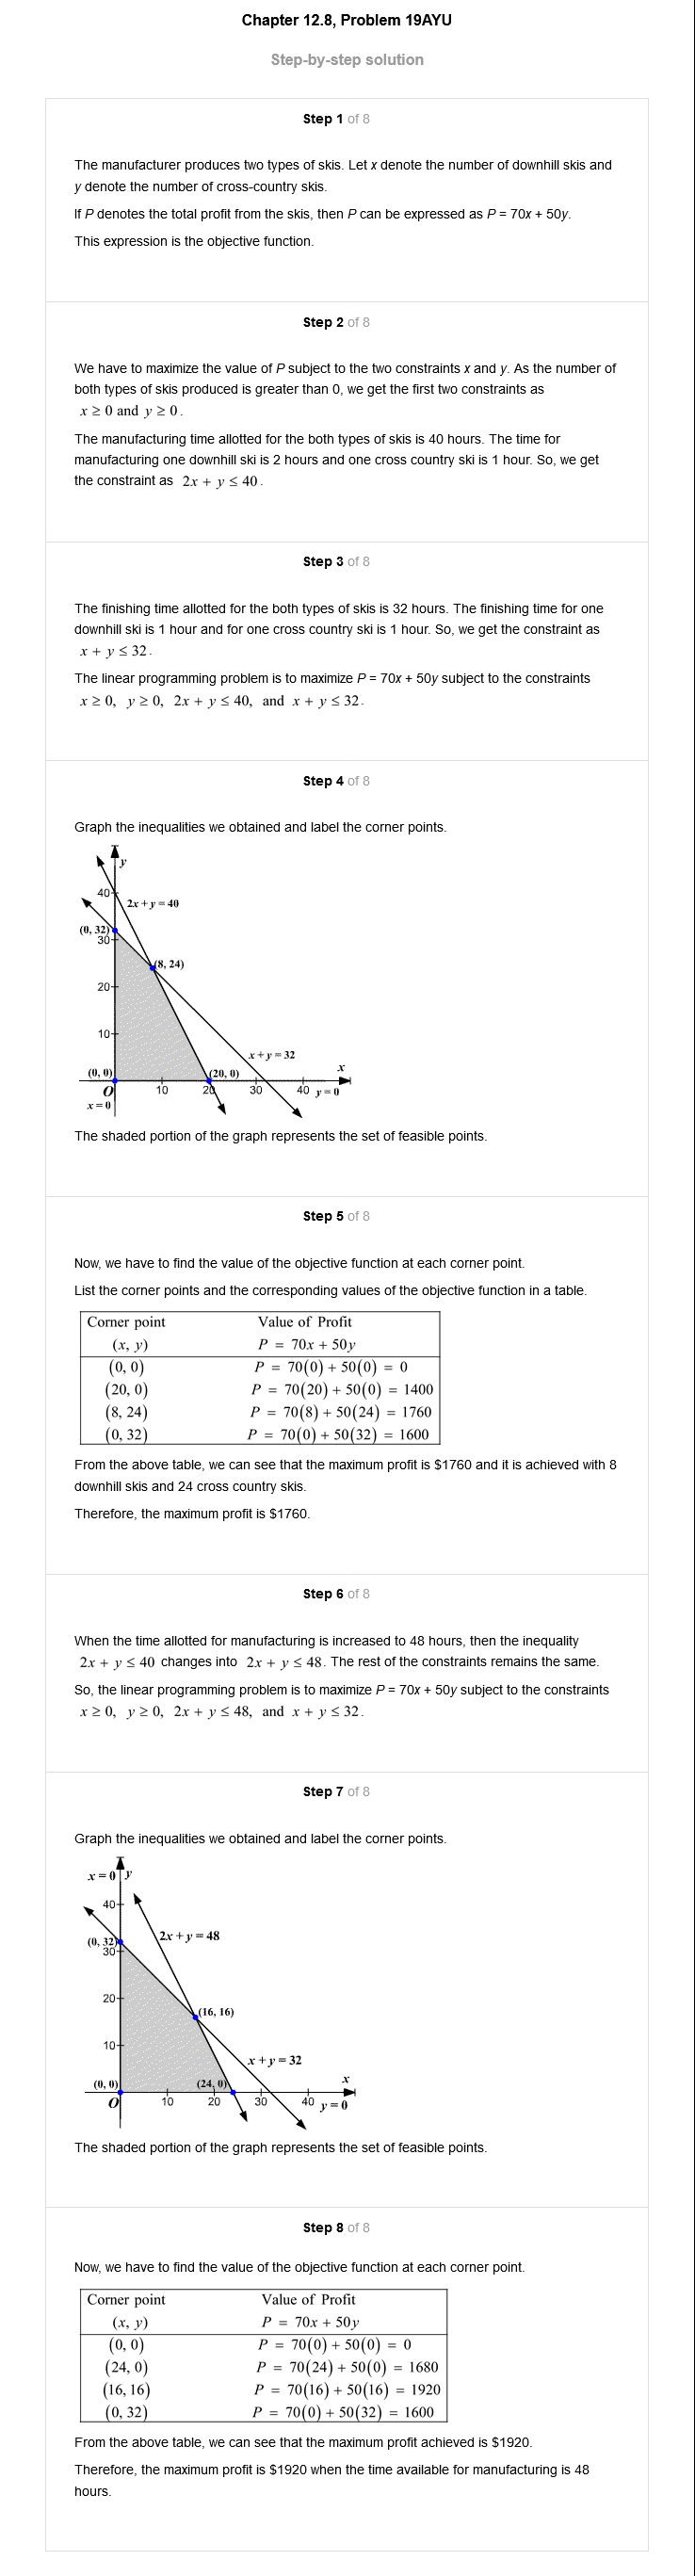 Chapter 12.8, Problem 19AYU
Step-by-step solution
Step 1 of 8
The manufacturer produces two types of skis. Let x denote the number of downhill skis and
y denote the number of cross-country skis.
If P denotes the total profit from the skis, then P can be expressed as P = 70x + 50y.
This expression is the objective function.
Step 2 of 8
We have to maximize the value of P subject to the two constraints x and y. As the number of
both types of skis produced is greater than 0, we get the first two constraints as
x ≥ 0 and y ≥ 0.
The manufacturing time allotted for the both types of skis is 40 hours. The time for
manufacturing one downhill ski is 2 hours and one cross country ski is 1 hour. So, we get
the constraint as 2x + y ≤ 40.
Step 3 of 8
The finishing time allotted for the both types of skis is 32 hours. The finishing time for one
downhill ski is 1 hour and for one cross country ski is 1 hour. So, we get the constraint as
x + y ≤ 32.
The linear programming problem is to maximize P = 70x + 50y subject to the constraints
x ≥ 0, y ≥ 0, 2x + y ≤ 40, and x + y ≤ 32.
Step 4 of 8
Graph the inequalities we obtained and label the corner points.
y
40
2x + y = 40
(0, 32)
30
(8, 24)
20
10
x + y = 32
(0, 0)
(20, 0)
x
O
10
20
30
40
y = 0
x = 0
The shaded portion of the graph represents the set of feasible points.
Step 5 of 8
Now, we have to find the value of the objective function at each corner point.
List the corner points and the corresponding values of the objective function in a table.
Corner point Value of Profit
(x, y) P = 70x + 50y
(0, 0) P = 70(0) + 50(0) = 0
(20, 0) P = 70(20) + 50(0) = 1400
(8, 24) P = 70(8) + 50(24) = 1760
(0, 32) P = 70(0) + 50(32) = 1600
From the above table, we can see that the maximum profit is $1760 and it is achieved with 8
downhill skis and 24 cross country skis.
Therefore, the maximum profit is $1760.
Step 6 of 8
When the time allotted for manufacturing is increased to 48 hours, then the inequality
2x + y ≤ 40 changes into 2x + y ≤ 48. The rest of the constraints remains the same.
So, the linear programming problem is to maximize P = 70x + 50y subject to the constraints
x ≥ 0, y ≥ 0, 2x + y ≤ 48, and x + y ≤ 32.
Step 7 of 8
Graph the inequalities we obtained and label the corner points.
x = 0
y
40
2x + y = 48
(0, 32)
30
20
(16, 16)
10
x + y = 32
(0, 0)
(24, 0)
x
O
10
20
30
40
y = 0
The shaded portion of the graph represents the set of feasible points.
Step 8 of 8
Now, we have to find the value of the objective function at each corner point.
Corner point Value of Profit
(x, y) P = 70x + 50y
(0, 0) P = 70(0) + 50(0) = 0
(24, 0) P = 70(24) + 50(0) = 1680
(16, 16) P = 70(16) + 50(16) = 1920
(0, 32) P = 70(0) + 50(32) = 1600
From the above table, we can see that the maximum profit achieved is $1920.
Therefore, the maximum profit is $1920 when the time available for manufacturing is 48
hours.